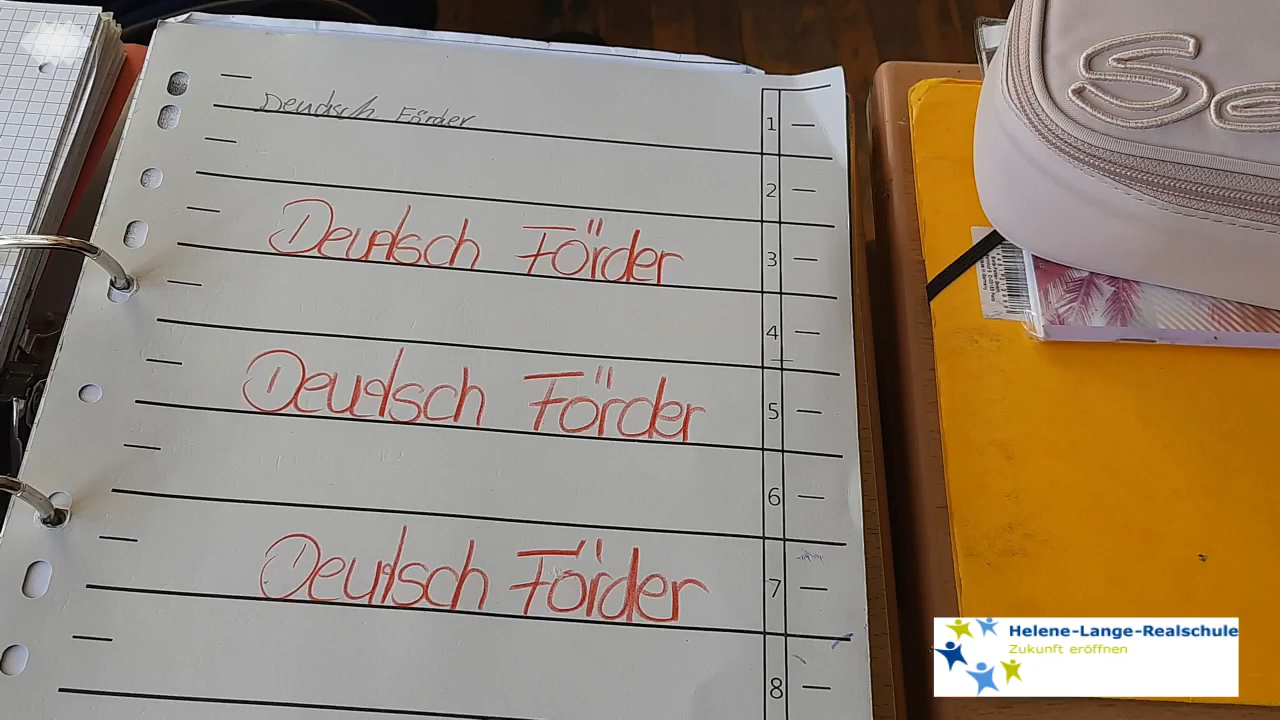 Deutsch Förder
1
2
Deutsch Förder
3
4
Deutsch Förder
5
6
Deutsch Förder
7
8
Se
Helene-Lange-Realschule
Zukunft eröffnen